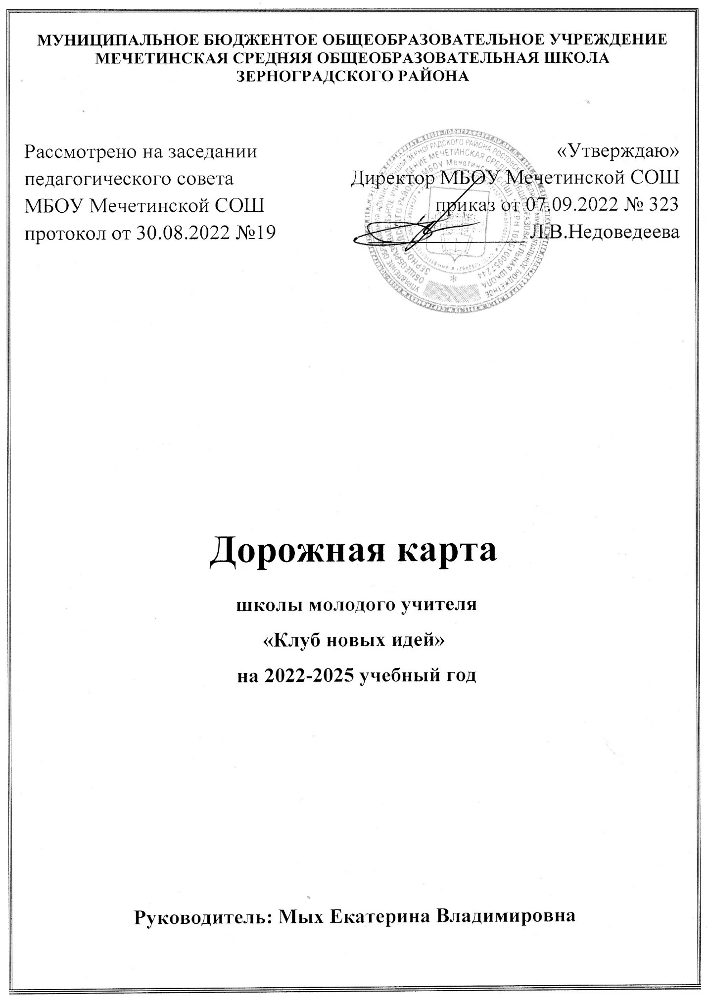 МУНИЦИПАЛЬНОЕ БЮДЖЕНТОЕ ОБЩЕОБРАЗОВАТЕЛЬНОЕ УЧРЕЖДЕНИЕ
МЕЧЕТИНСКАЯ СРЕДНЯЯ ОБЩЕОБРАЗОВАТЕЛЬНАЯ ШКОЛА
ЗЕРНОГРАДСКОГО РАЙОНА
Рассмотрено на заседании
педагогического совета
МБОУ Мечетинской СОШ
протокол от 30.08.2022 №19
«Утверждаю»
Директор МБОУ Мечетинской СОШ
приказ от 07.09.2022 № 323
Л.В.Недоведеева
Дорожная карта
школы молодого учителя
«Клуб новых идей»
на 2022-2025 учебный год
Руководитель: Мых Екатерина Владимировна